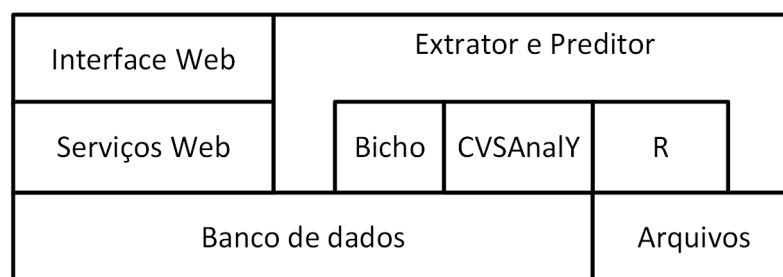 Interface Web
Extrator e Preditor
Serviços Web
Bicho
CVSAnalY
R
Banco de dados
Arquivos